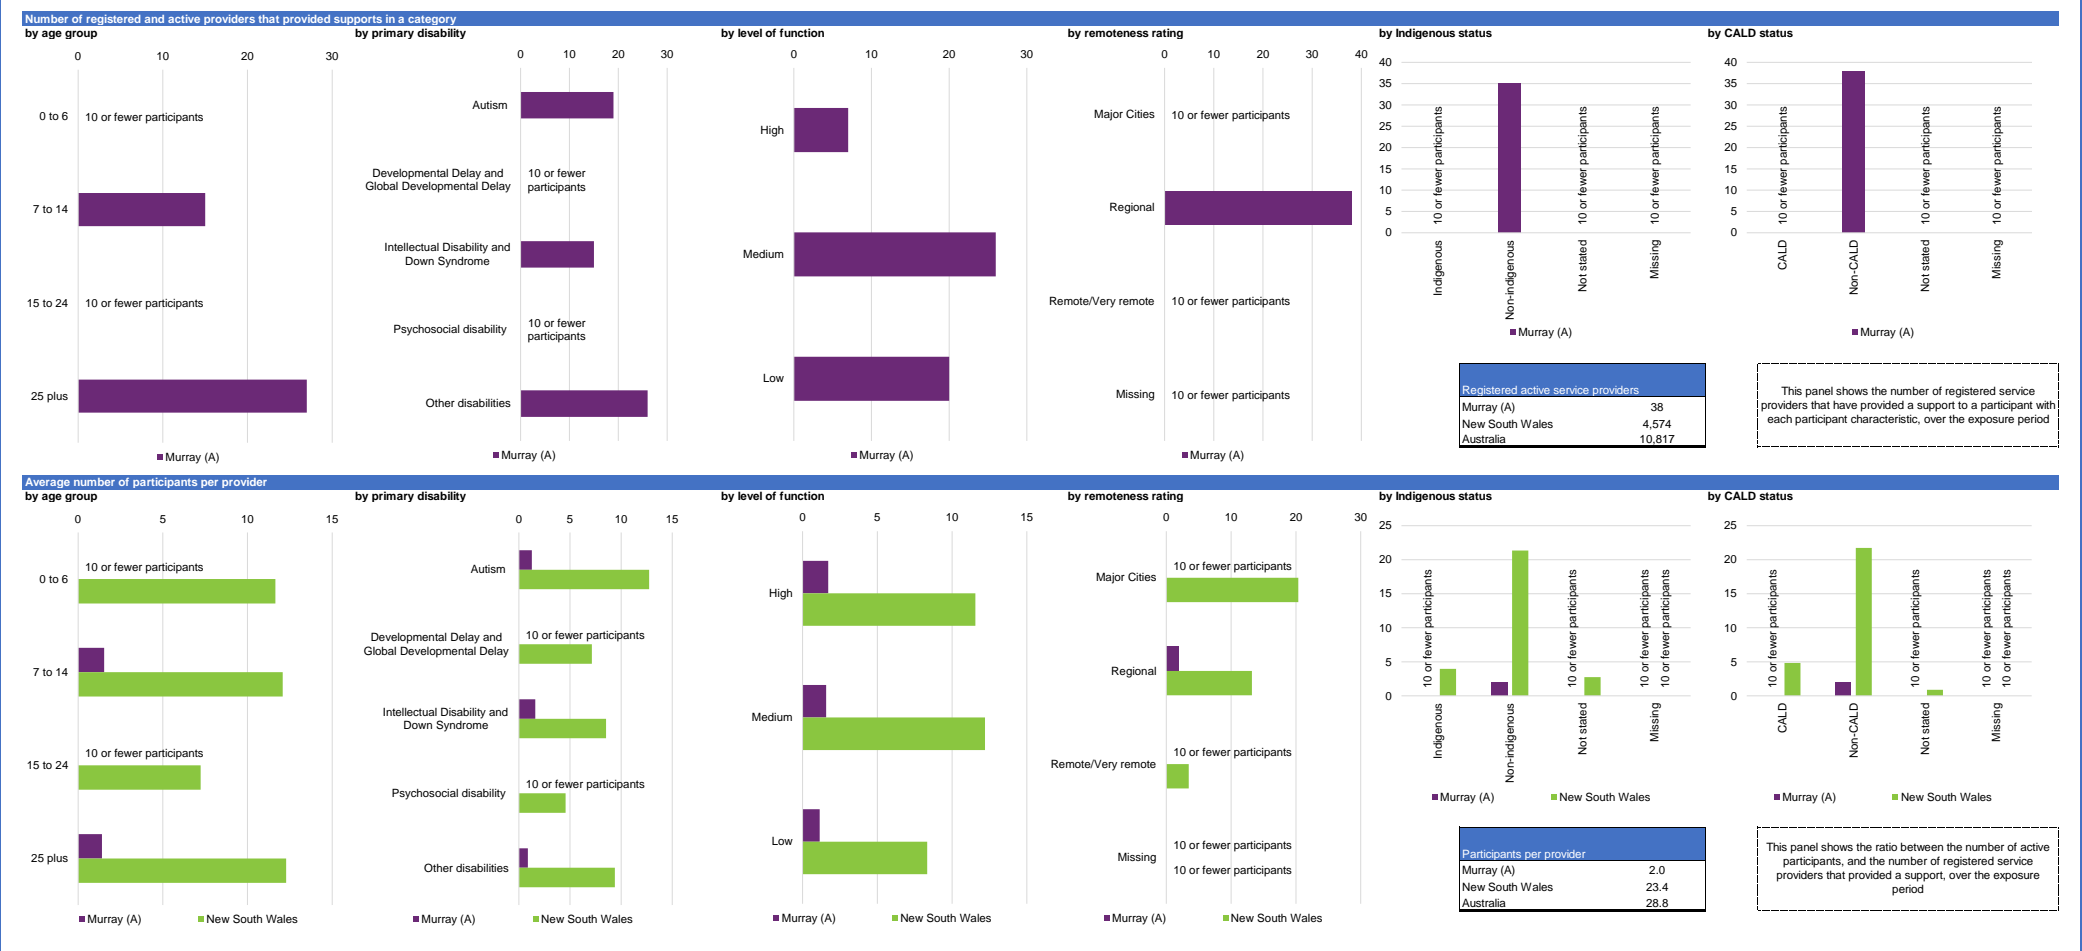 Number of registered and active providers that provided supports in a category
by age group
0 10 20 30
0 to 6
10 or fewer participants
7 to 14
15 to 24
10 or fewer participants
25 plus
Murray (A)
by primary disability
0 10 20 30
Autism
Developmental Delay and
Global Developmental Delay
10 or fewer
participants
Intellectual Disability and
Down Syndrome
Psychosocial disability
10 or fewer
participants
Other disabilities
Murray (A)
by level of function
0 10 20 30
High
Medium
Low
Murray (A)
by remoteness rating
0 10 20 30 40
Major Cities
10 or fewer participants
Regional
Remote/Very remote
10 or fewer participants
Missing
10 or fewer participants
Murray (A)
by Indigenous status
40
35
30
25
20
15
10
5
0
10 or fewer participants
10 or fewer participants
10 or fewer participants
Indigenous
Non-indigenous
Not stated
Missing
Murray (A)
by CALD status
40
35
30
25
20
15
10
5
0
10 or fewer participants
10 or fewer participants
10 or fewer participants
CALD
Non-CALD
Not stated
Missing
Murray (A)
Registered active service providers
Murray (A) 38
New South Wales 4,574
Australia 10,817
This panel shows the number of registered service
providers that have provided a support to a participant with
each participant characteristic, over the exposure period
Average number of participants per provider
by age group
0 5 10 15
0 to 6
10 or fewer participants
7 to 14
15 to 24
10 or fewer participants
25 plus
Murray (A) New South Wales
by primary disability
0 5 10 15
Autism
Developmental Delay and
Global Developmental Delay
10 or fewer participants
Intellectual Disability and
Down Syndrome
Psychosocial disability
10 or fewer participants
Other disabilities
Murray (A) New South Wales
by level of function
0 5 10 15
High
Medium
Low
Murray (A) New South Wales
by remoteness rating
0 10 20 30
Major Cities
10 or fewer participants
Regional
Remote/Very remote
10 or fewer participants
Missing
10 or fewer participants
10 or fewer participants
Murray (A) New South Wales
by Indigenous status
25
20
15
10
5
0
10 or fewer participants
10 or fewer participants
10 or fewer participants
10 or fewer participants
Indigenous
Non-indigenous
Not stated
Missing
Murray (A) New South Wales
by CALD status
25
20
15
10
5
0
10 or fewer participants
10 or fewer participants
10 or fewer participants
10 or fewer participants
CALD
Non-CALD
Not stated
Missing
Murray (A) New South Wales
Participants per provider
Murray (A) 2.0
New South Wales 23.4
Australia 28.8
This panel shows the ratio between the number of active
participants, and the number of registered service
providers that provided a support, over the exposure
period